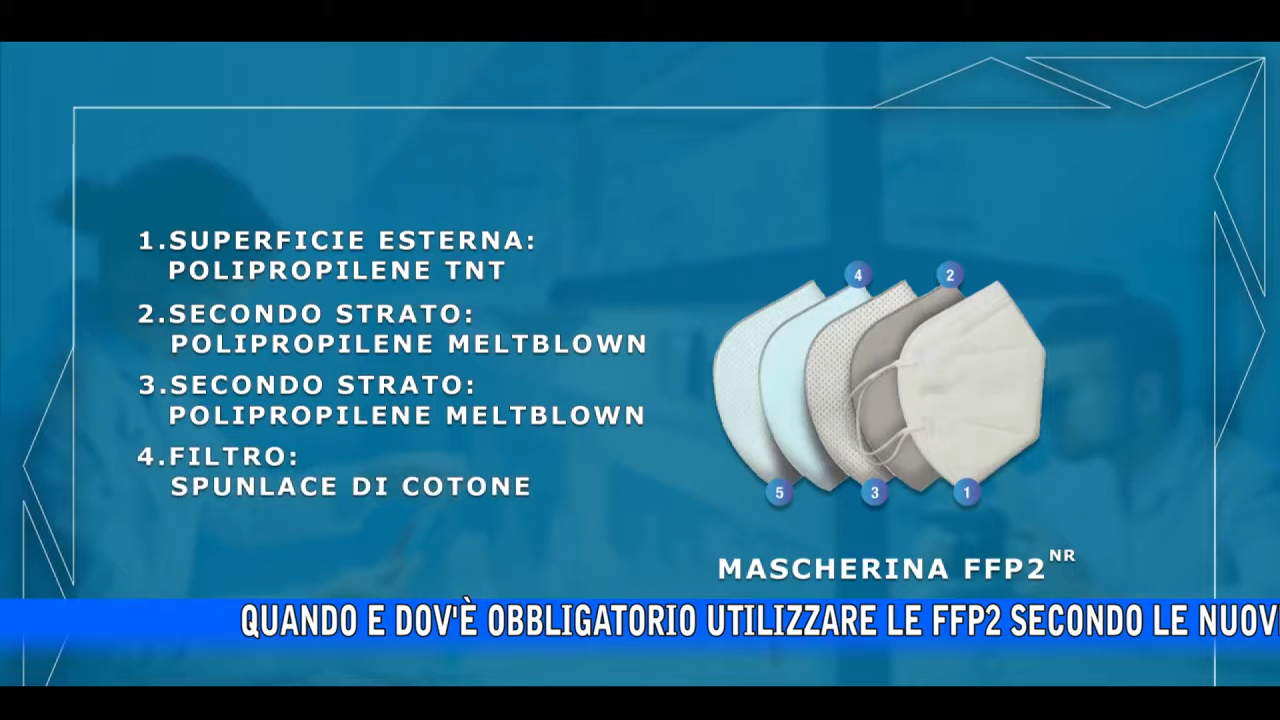 1.SUPERFICIE ESTERNA:
POLIPROPILENE TNT
2.SECONDO STRATO:
POLIPROPILENE MELTBLOWN
3.SECONDO STRATO:
POLIPROPILENE MELTBLOWN
4.FILTRO:
SPUNLACE DI COTONE
4
2
5
3
1
MASCHERINA FFP2NR
QUANDO E DOV'È OBBLIGATORIO UTILIZZARE LE FFP2 SECONDO LE NUOV